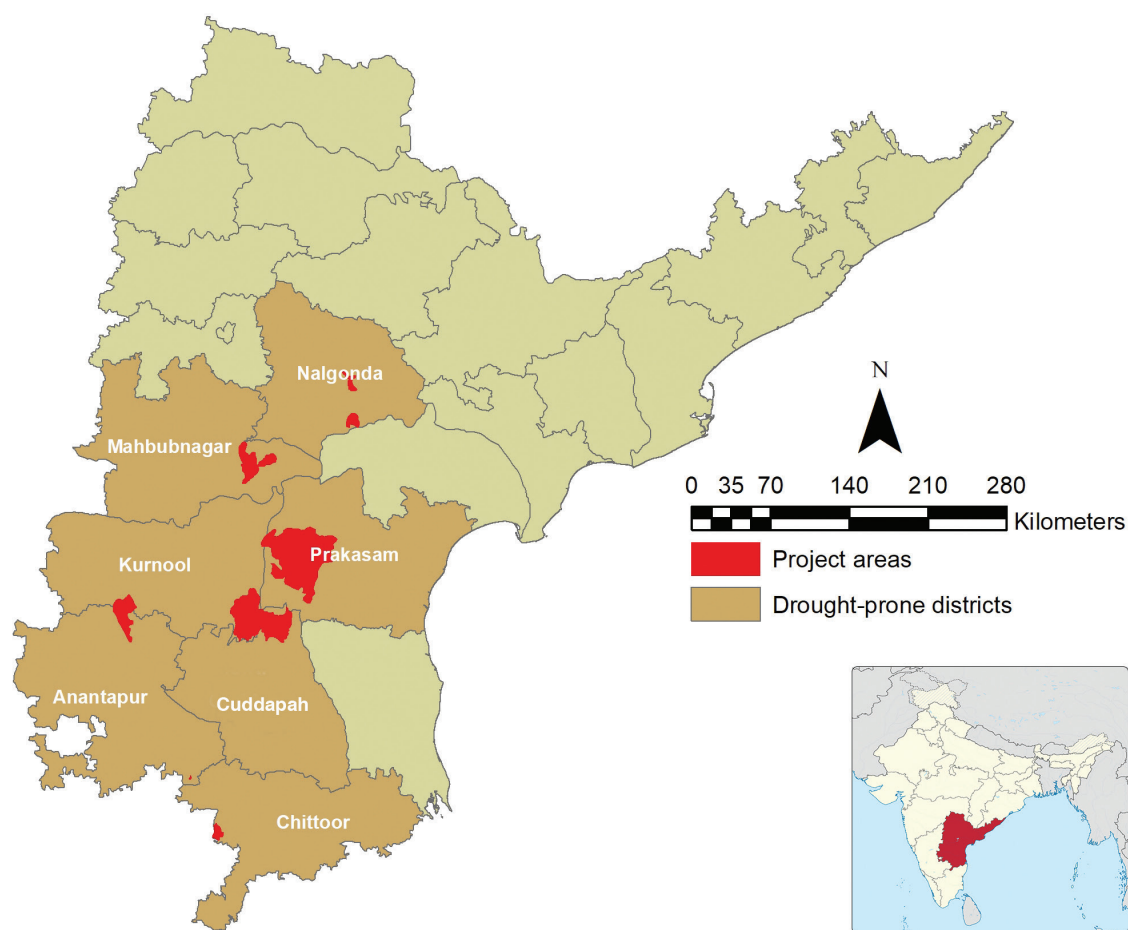 Nalgonda
Mahbubnagar
Prakasam
Kurnool
Anantapur
Cuddapah
Chittoor
N
0 35 70 140 210 280
Kilometers
Project areas
Drought-prone districts